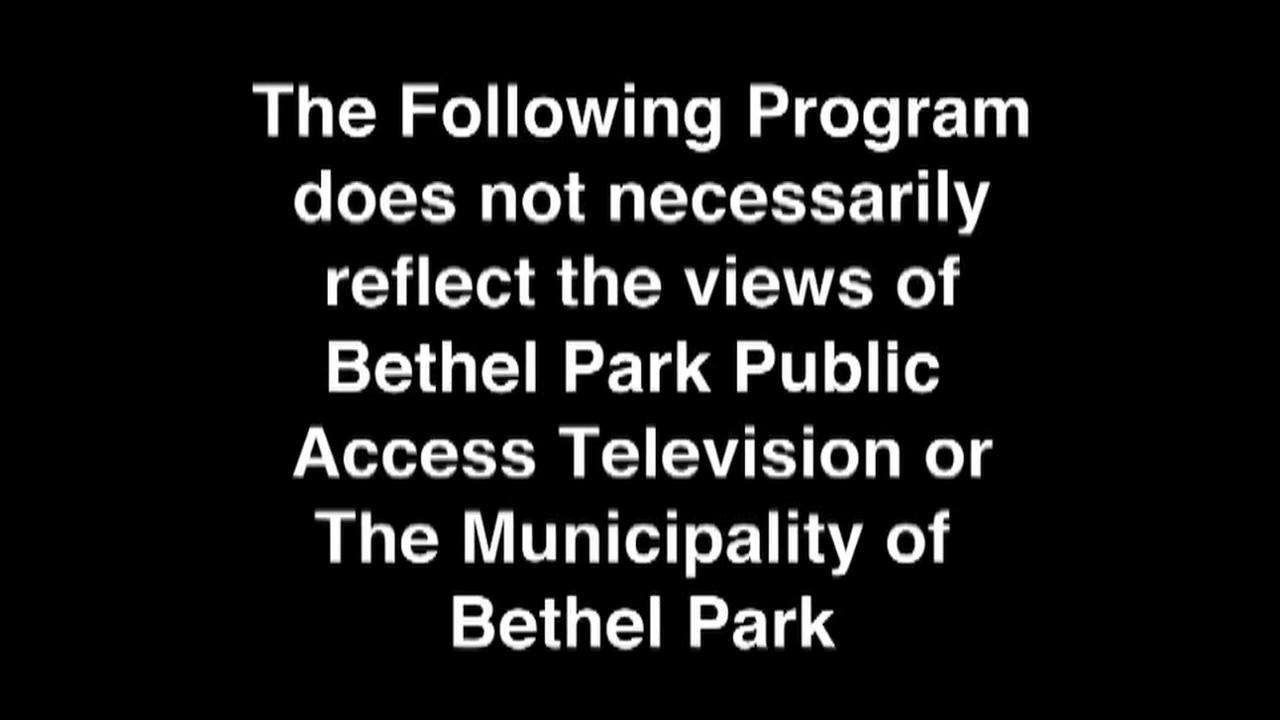 The Following Program
does not necessarily
reflect the views of
Bethel Park Public
Access Television or
The Municipality of
Bethel Park